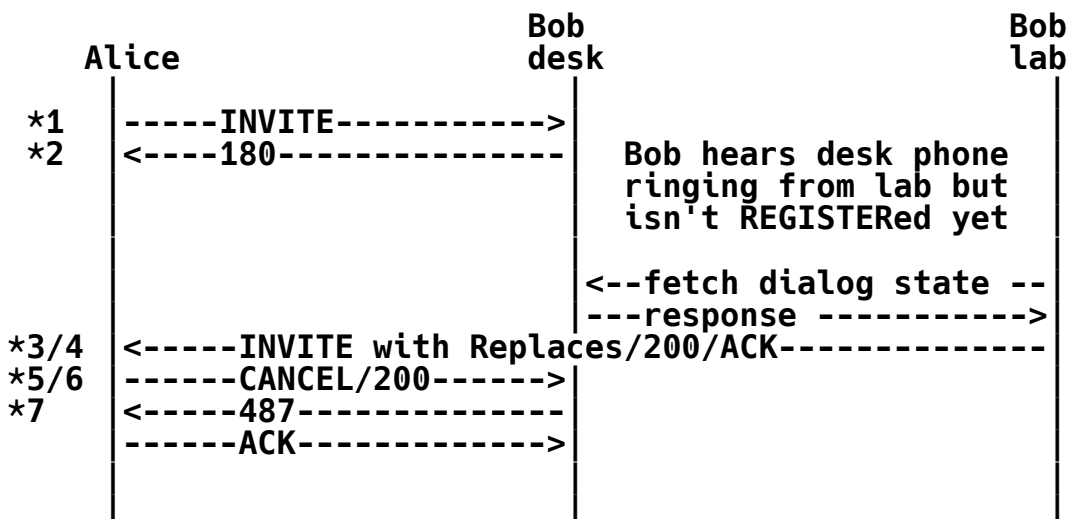 Bob Bob
Alice desk lab
*1 |-----INVITE----------->|
*2 |<----180---------------| Bob hears desk phone
ringing from lab but
isn't REGISTERed yet
|<--fetch dialog state --
|---response ----------->|
*3/4 |<-----INVITE with Replaces/200/ACK--------------
*5/6 |------CANCEL/200------>|
*7 |<-----487--------------
|------ACK------------->|